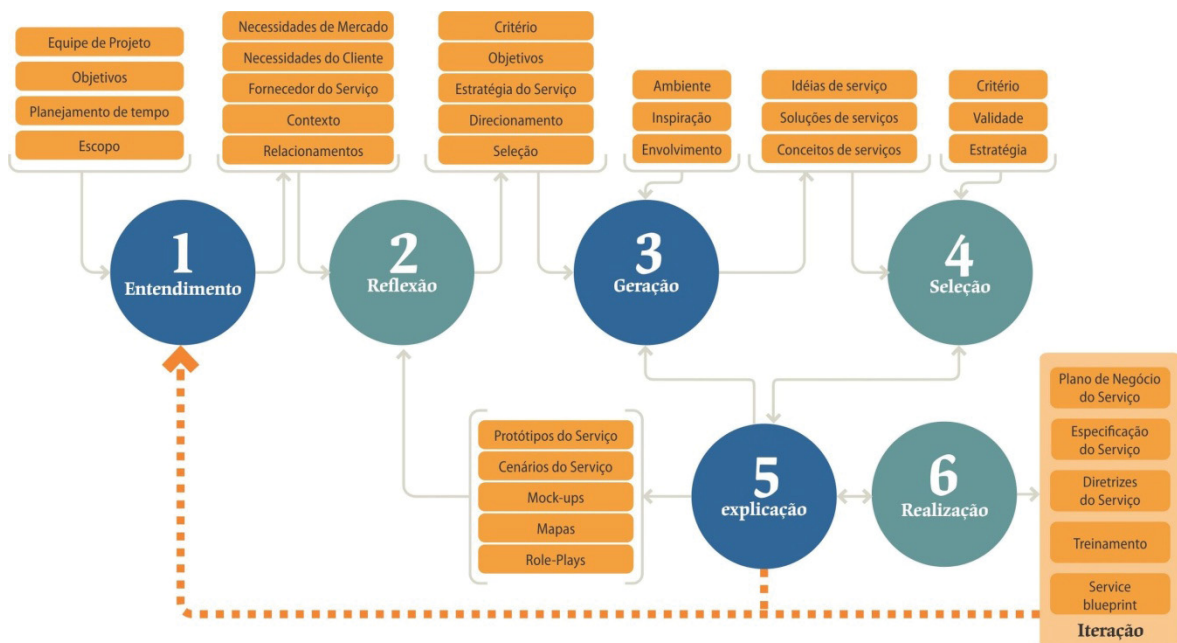 Equipe de Projeto
Objetivos
Planejamento de tempo
Escopo
Necessidades de Mercado
Necessidades do Cliente
Fornecedor do Serviço
Contexto
Relacionamentos
Critério
Objetivos
Estratégia do Serviço
Direcionamento
Seleção
Ambiente
Inspiração
Envolvimento
Idéias de serviço
Soluções de serviços
Conceitos de serviços
Critério
Validade
Estratégia
1
Entendimento
2
Reflexão
3
Geração
4
Seleção
Protótipos do Serviço
Cenários do Serviço
Mock-ups
Mapas
Role-Plays
5
explicação
6
Realização
Plano de Negócio
do Serviço
Especificação
do Serviço
Diretrizes
do Serviço
Treinamento
Service
blueprint
Iteração